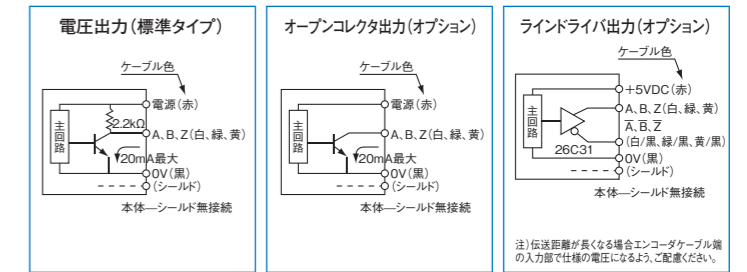 電圧出力(標準タイプ)
ケーブル色
電源(赤)
2.2kΩ
主回路
A、B、Z(白、緑、黄)
20mA最大
0V(黒)
(シールド)
本体―シールド無接続
オープンコレクタ出力(オプション)
ケーブル色
電源(赤)
主回路
A、B、Z(白、緑、黄)
20mA最大
0V(黒)
(シールド)
本体―シールド無接続
ラインドライバ出力(オプション)
ケーブル色
+5VDC(赤)
主回路
A、B、Z(白、緑、黄)
A̅、B̅、Z̅
(白/黒、緑/黒、黄/黒)
26C31
0V(黒)
(シールド)
本体―シールド無接続
注)伝送距離が長くなる場合エンコーダケーブル端
の入力部で仕様の電圧になるよう、ご配慮ください。